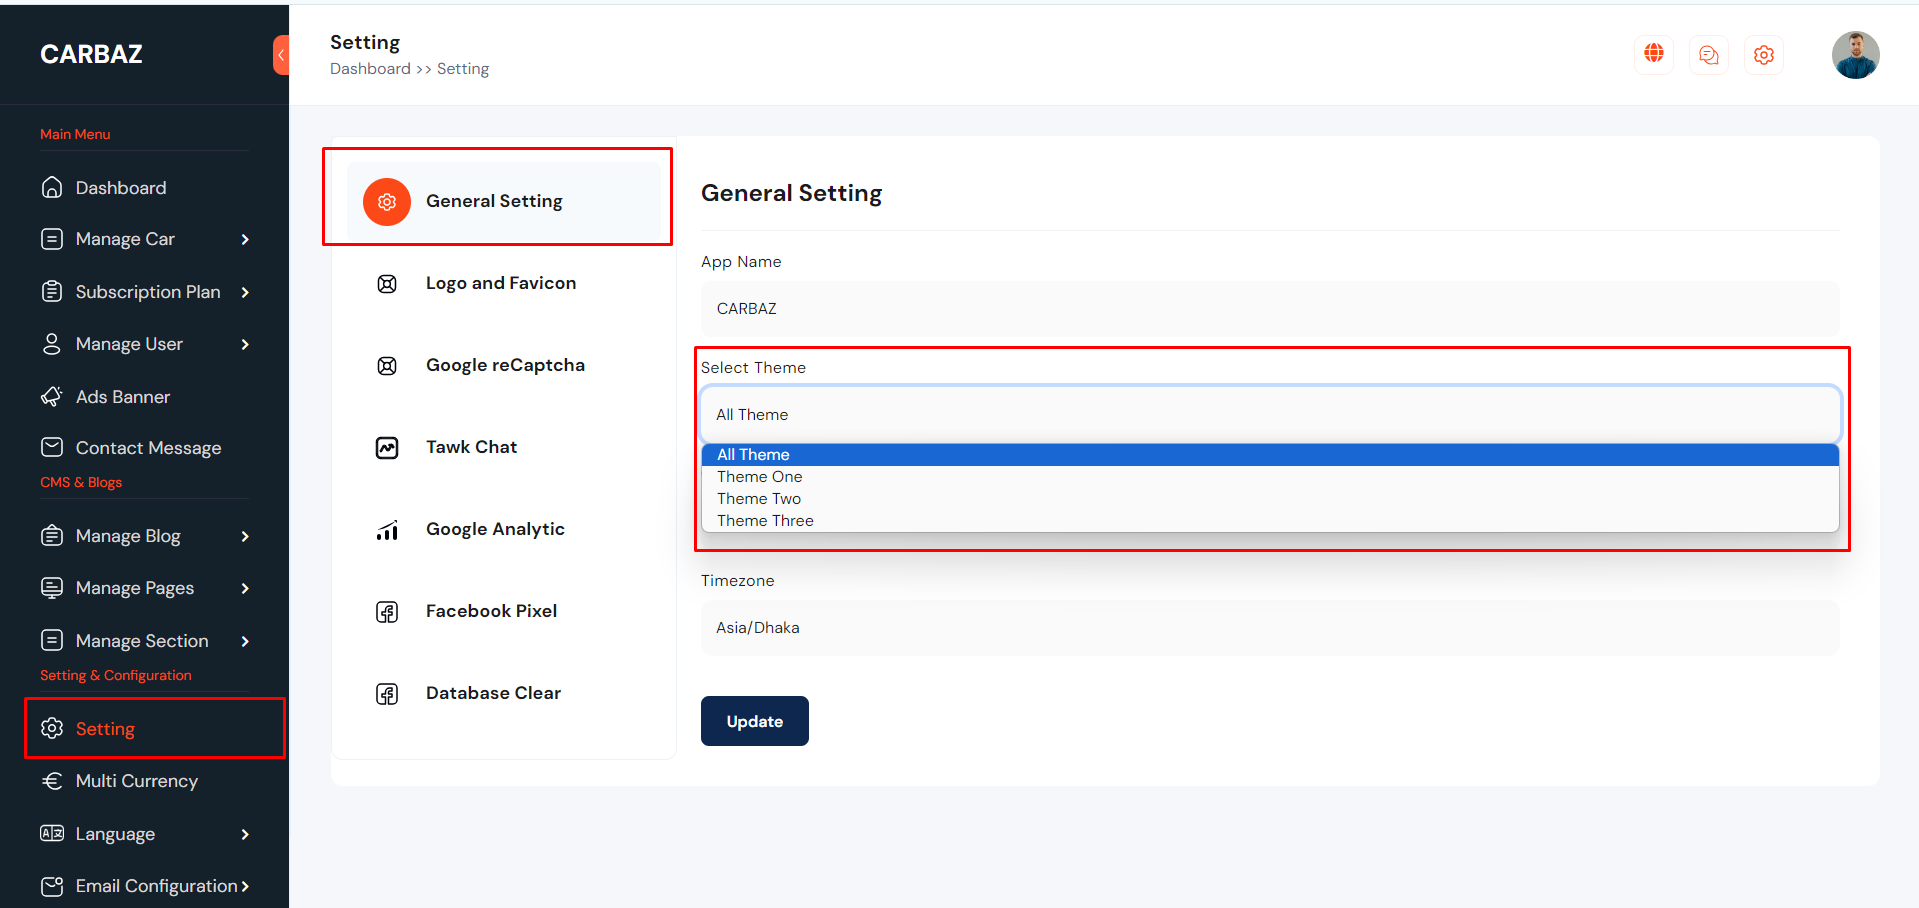 CARBAZ
Main Menu
Dashboard
Manage Car
Subscription Plan
Manage User
Ads Banner
Contact Message
CMS & Blogs
Manage Blog
Manage Pages
Manage Section
Setting & Configuration
Setting
Multi Currency
Language
Email Configuration
Setting
Dashboard >> Setting
General Setting
Logo and Favicon
Google reCaptcha
Tawk Chat
Google Analytic
Facebook Pixel
Database Clear
General Setting
App Name
CARBAZ
Select Theme
All Theme
All Theme
Theme One
Theme Two
Theme Three
Timezone
Asia/Dhaka
Update